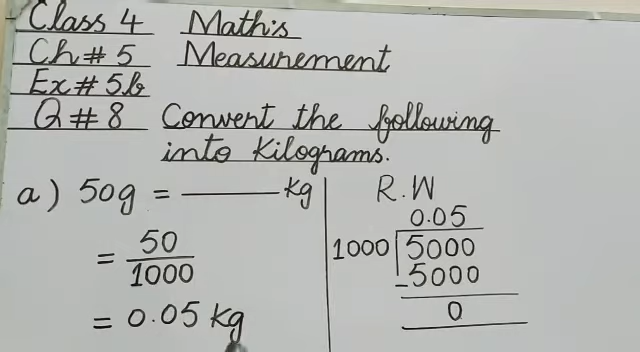 Class 4 Math's
Ch# 5 Measurement
Ex# 5b
Q#8 Convert the following
into Kilograms.
a) 50g = ——— kg
= 50/1000
= 0.05 kg
R.W
0.05
1000 5000
-5000
0